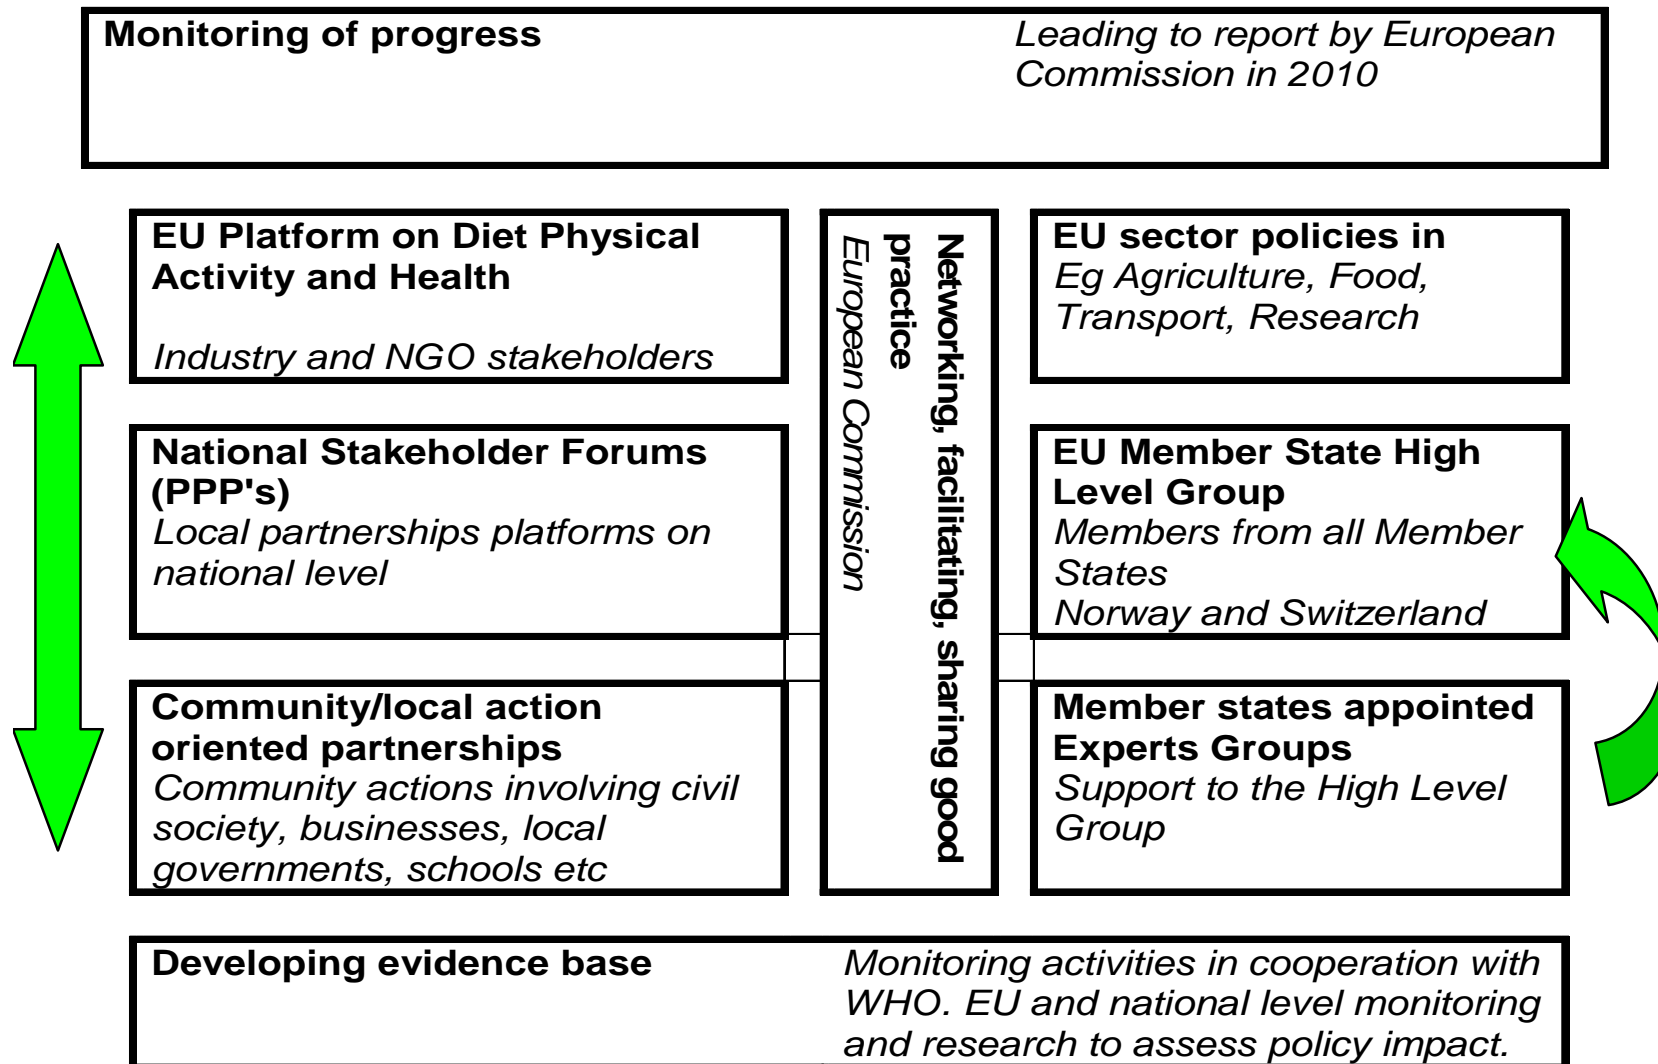 Monitoring of progress
Leading to report by European
Commission in 2010
EU Platform on Diet Physical
Activity and Health
Industry and NGO stakeholders
National Stakeholder Forums
(PPP's)
Local partnerships platforms on
national level
Community/local action
oriented partnerships
Community actions involving civil
society, businesses, local
governments, schools etc
Networking, facilitating, sharing good
practice
European Commission
EU sector policies in
Eg Agriculture, Food,
Transport, Research
EU Member State High
Level Group
Members from all Member
States
Norway and Switzerland
Member states appointed
Experts Groups
Support to the High Level
Group
Developing evidence base
Monitoring activities in cooperation with
WHO. EU and national level monitoring
and research to assess policy impact.